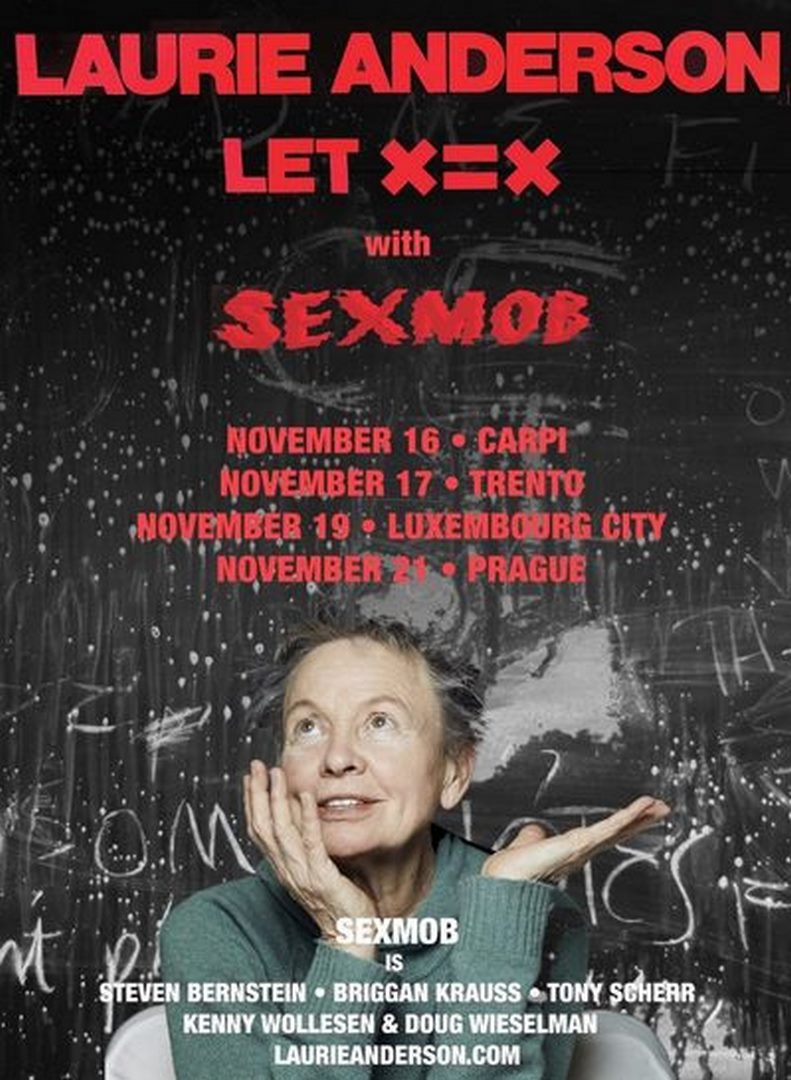 LAURIE ANDERSON
LET X=X
with
SEXMOB
NOVEMBER 16 • CARPI
NOVEMBER 17 • TRENTO
NOVEMBER 19 • LUXEMBOURG CITY
NOVEMBER 21 • PRAGUE
SEXMOB
IS
STEVEN BERNSTEIN • BRIGGAN KRAUSS • TONY SCHERR
KENNY WOLLESEN & DOUG WIESELMAN
LAURIEANDERSON.COM